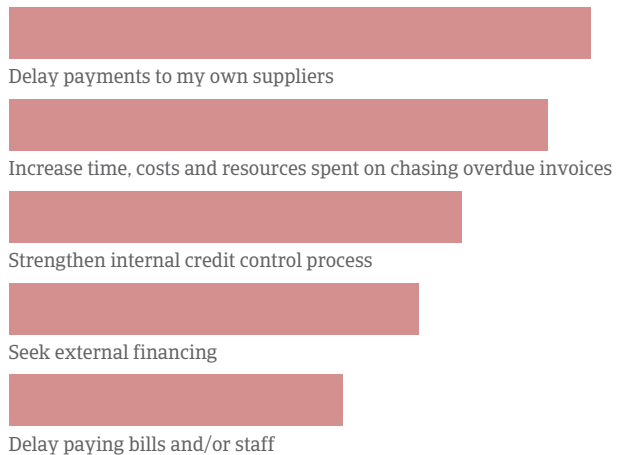 Delay payments to my own suppliers
Increase time, costs and resources spent on chasing overdue invoices
Strengthen internal credit control process
Seek external financing
Delay paying bills and/or staff